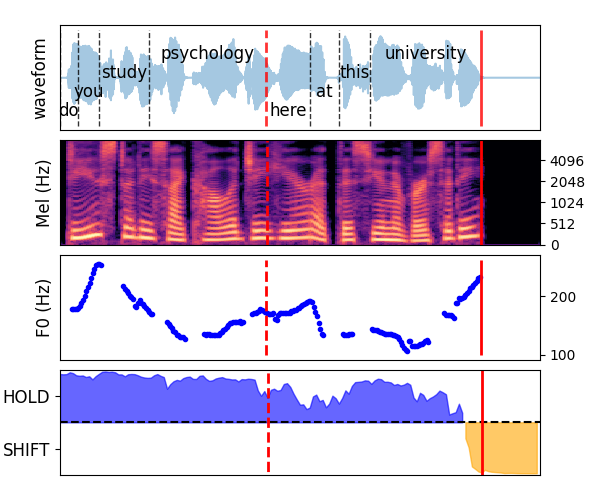 waveform
psychology
university
study
this
you
at
do
here
Mel (Hz)
4096
2048
1024
512
0
F0 (Hz)
200
100
HOLD
SHIFT